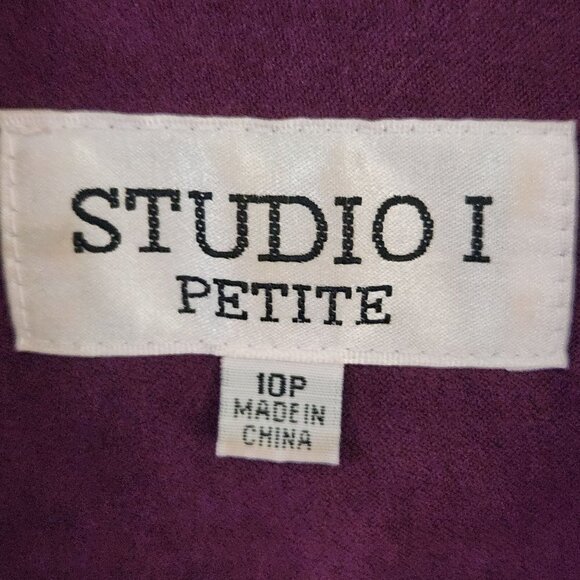 STUDIO I
PETITE
10P
MADE IN
CHINA